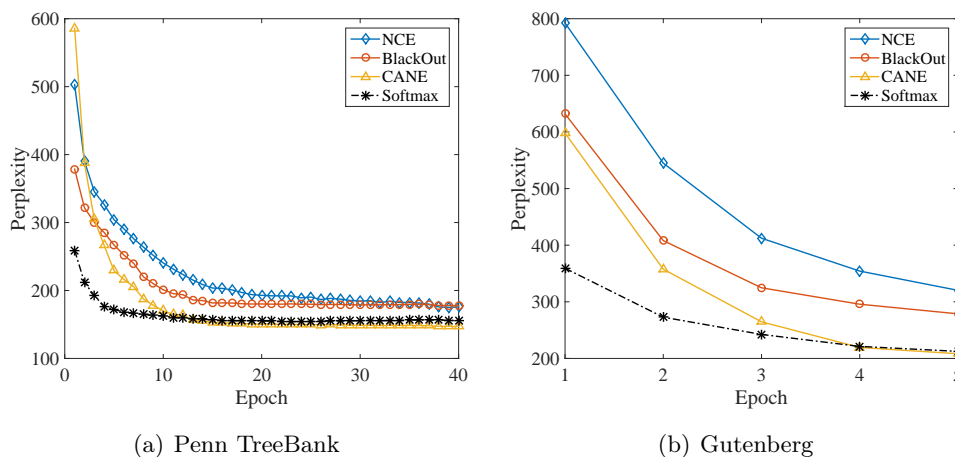 600
500
400
300
200
100
Perplexity
0
10
20
30
40
Epoch
NCE
BlackOut
CANE
Softmax
(a) Penn TreeBank
800
700
600
500
400
300
200
Perplexity
1
2
3
4
5
Epoch
NCE
BlackOut
CANE
Softmax
(b) Gutenberg